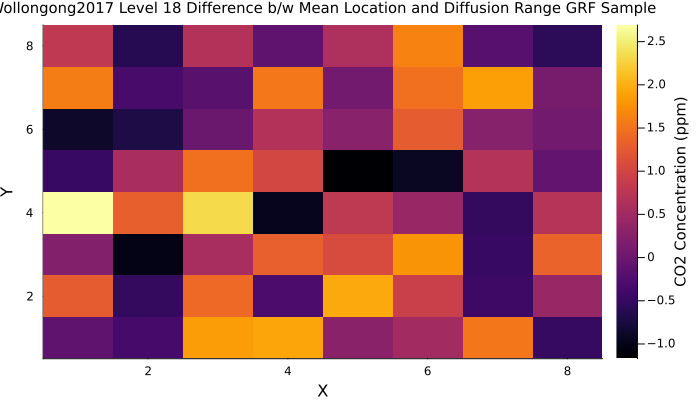 Wollongong2017 Level 18 Difference b/w Mean Location and Diffusion Range GRF Sample
8
6
4
2
Y
2 4 6 8
X
2.5
2.0
1.5
1.0
0.5
0
−0.5
−1.0
CO2 Concentration (ppm)